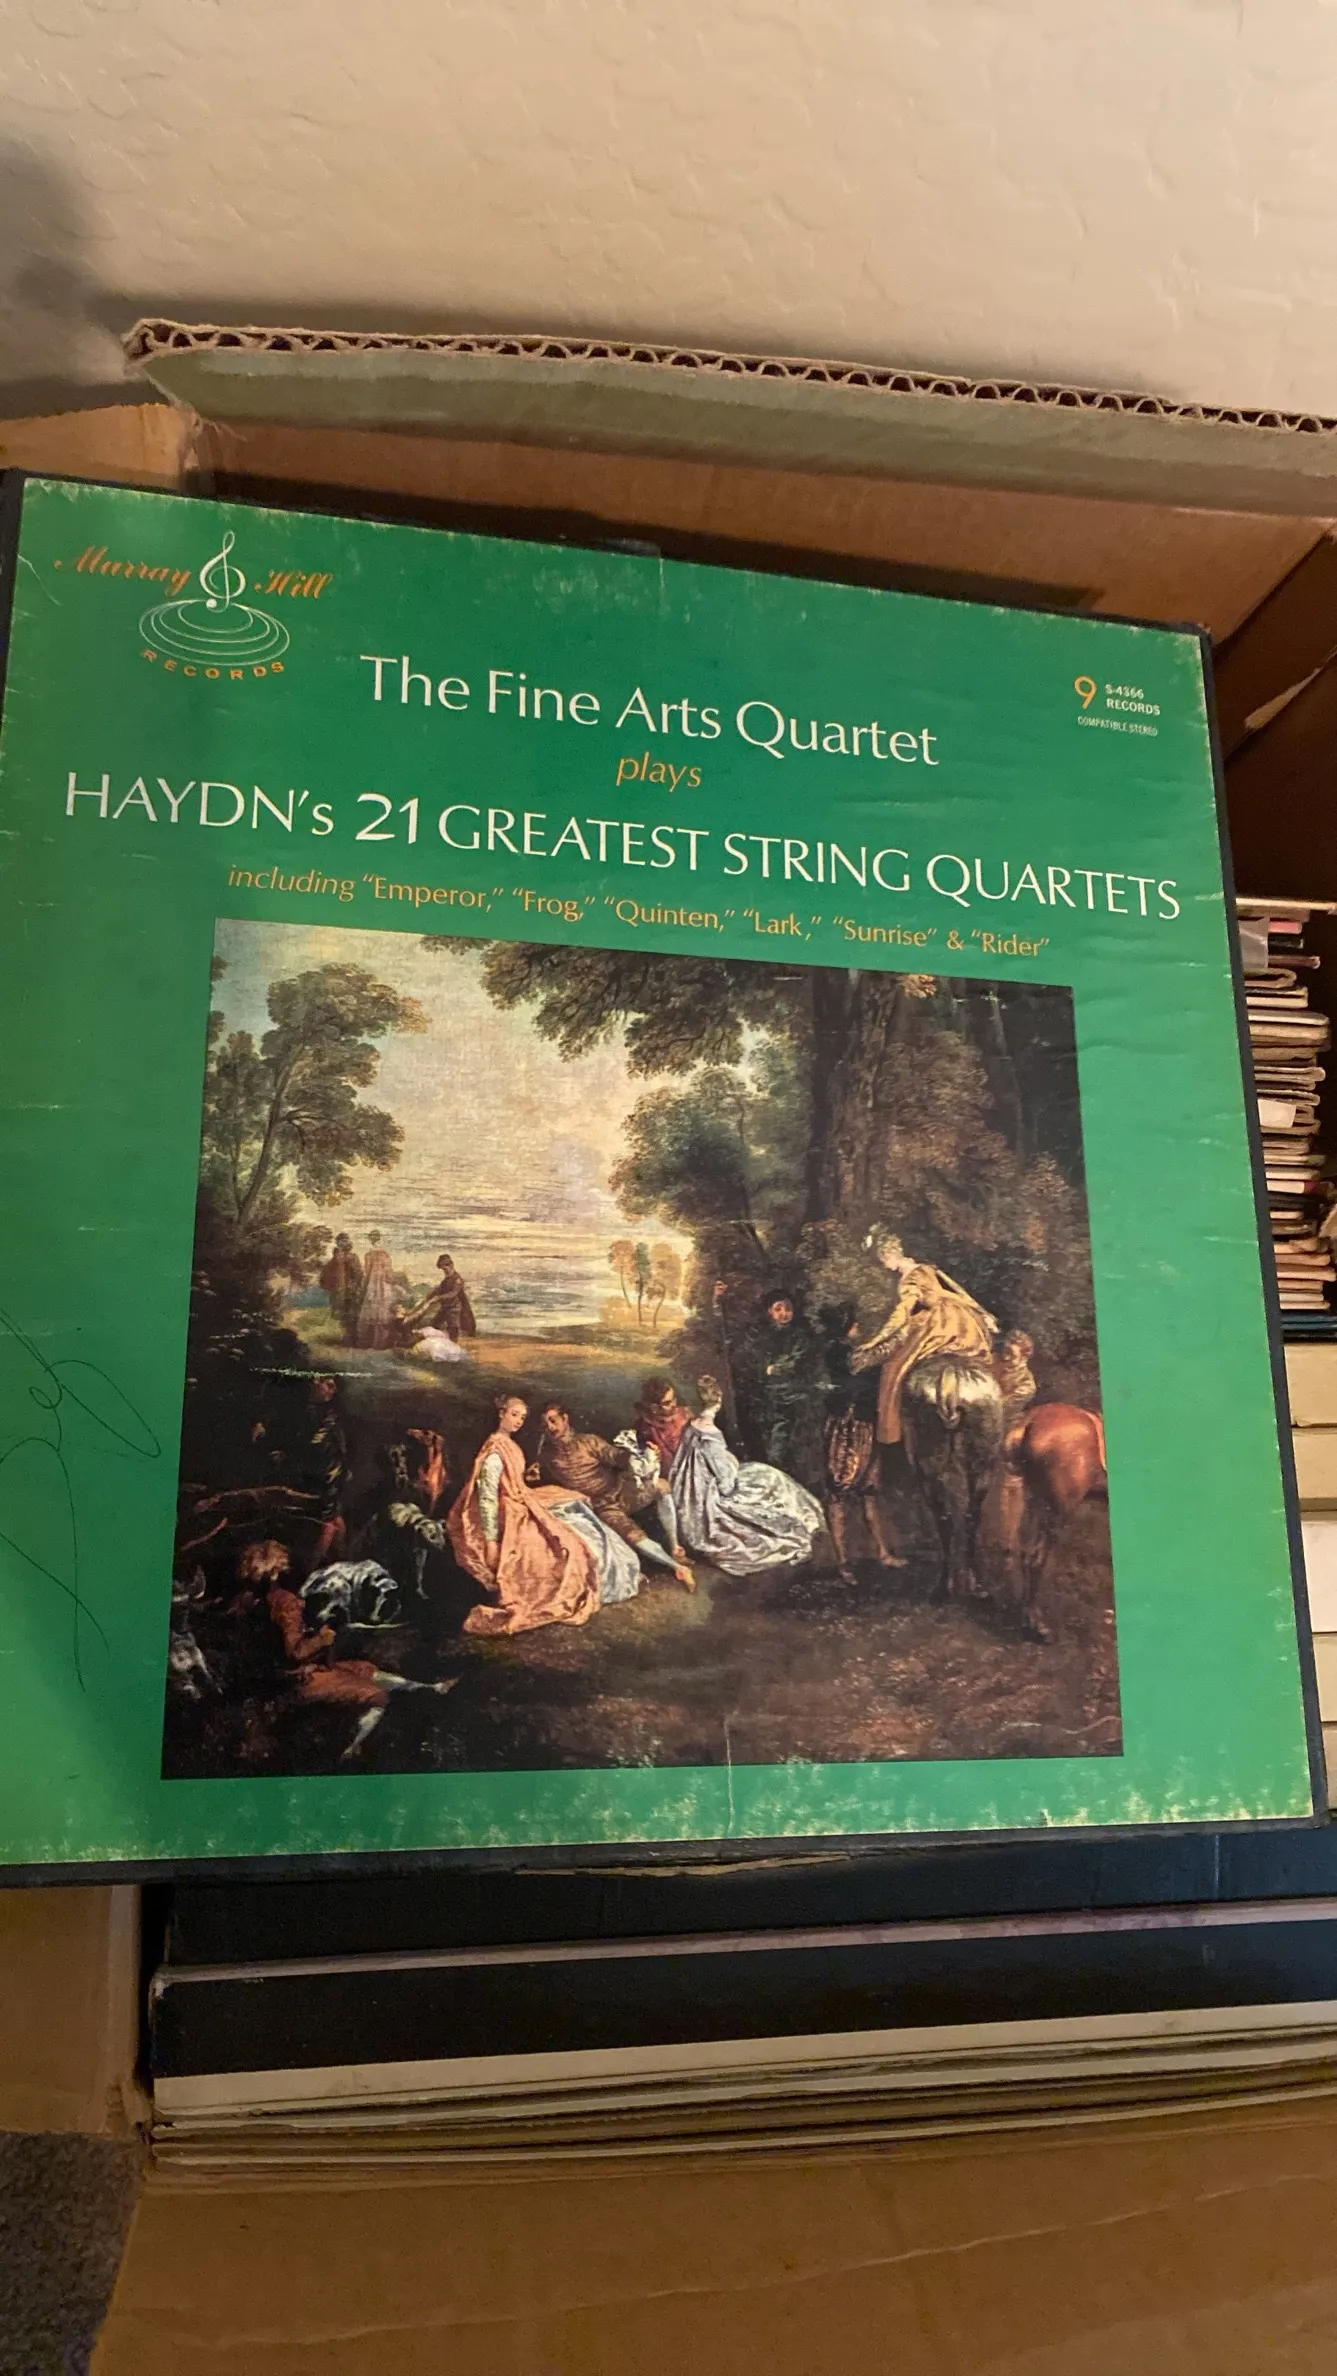 Murray Hill
RECORDS
The Fine Arts Quartet
plays
HAYDN's 21 GREATEST STRING QUARTETS
including "Emperor," "Frog," "Quinten," "Lark," "Sunrise" & "Rider"
9 S-4366
RECORDS
COMPATIBLE STEREO